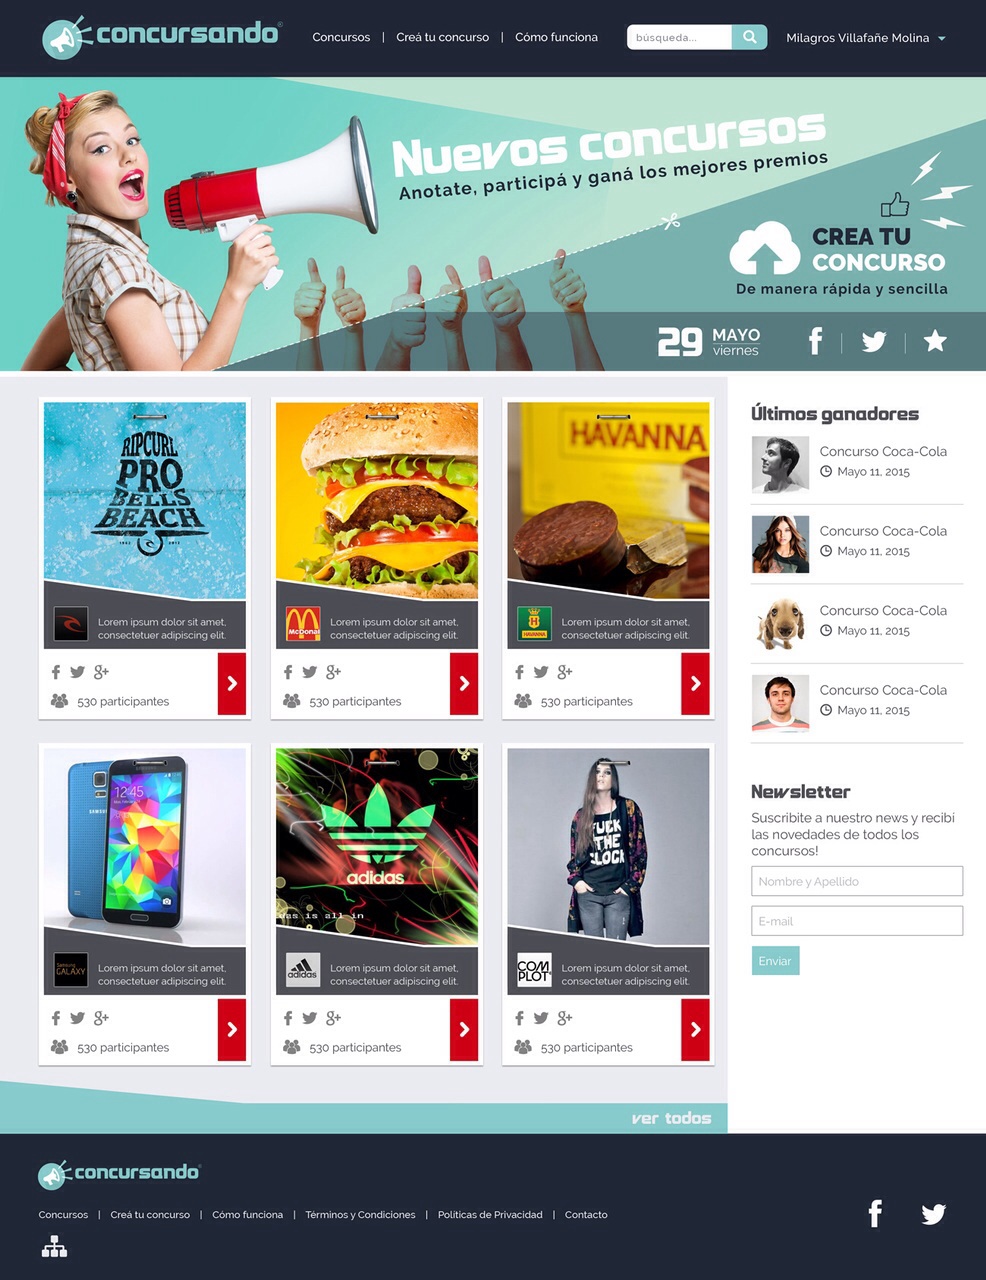 concursando
Concursos | Creá tu concurso | Cómo funciona
búsqueda...
Milagros Villafañe Molina
Nuevos concursos
Anotate, participá y ganá los mejores premios
CREA TU
CONCURSO
De manera rápida y sencilla
29
MAYO
viernes
RIPCURL
PRO
BELLS
BEACH
Lorem ipsum dolor sit amet,
consectetuer adipiscing elit.
530 participantes
McDonal
Lorem ipsum dolor sit amet,
consectetuer adipiscing elit.
530 participantes
HAVANNA
HAVANNA
Lorem ipsum dolor sit amet,
consectetuer adipiscing elit.
530 participantes
12:45
SAMSU
Samsung
GALAXY
Lorem ipsum dolor sit amet,
consectetuer adipiscing elit.
530 participantes
adidas
das is all in
adidas
Lorem ipsum dolor sit amet,
consectetuer adipiscing elit.
530 participantes
FUCK
THE
CLOCK
COM
PLOT
Lorem ipsum dolor sit amet,
consectetuer adipiscing elit.
530 participantes
ver todos
Últimos ganadores
Concurso Coca-Cola
Mayo 11, 2015
Concurso Coca-Cola
Mayo 11, 2015
Concurso Coca-Cola
Mayo 11, 2015
Concurso Coca-Cola
Mayo 11, 2015
Newsletter
Suscribite a nuestro news y recibí
las novedades de todos los
concursos!
Nombre y Apellido
E-mail
Enviar
concursando
Concursos | Creá tu concurso | Cómo funciona | Términos y Condiciones | Políticas de Privacidad | Contacto